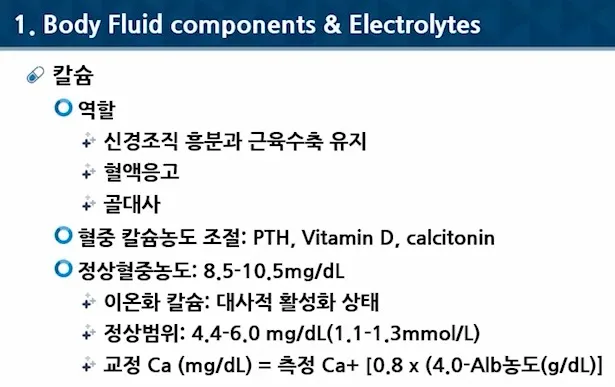 1. Body Fluid components & Electrolytes
칼슘
역할
신경조직 흥분과 근육수축 유지
혈액응고
골대사
혈중 칼슘농도 조절: PTH, Vitamin D, calcitonin
정상혈중농도: 8.5-10.5mg/dL
이온화 칼슘: 대사적 활성화 상태
정상범위: 4.4-6.0 mg/dL(1.1-1.3mmol/L)
교정 Ca (mg/dL) = 측정 Ca+ [0.8 x (4.0-Alb농도(g/dL)]